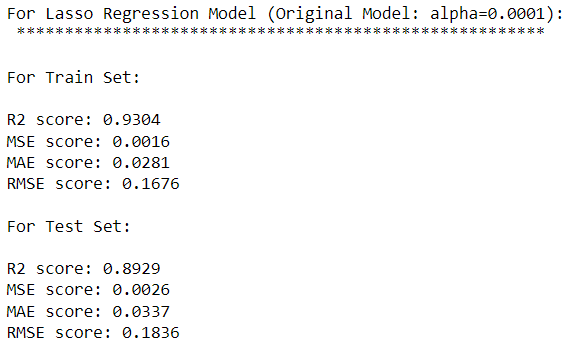 For Lasso Regression Model (Original Model: alpha=0.0001):
*******************************************************
For Train Set:
R2 score: 0.9304
MSE score: 0.0016
MAE score: 0.0281
RMSE score: 0.1676
For Test Set:
R2 score: 0.8929
MSE score: 0.0026
MAE score: 0.0337
RMSE score: 0.1836